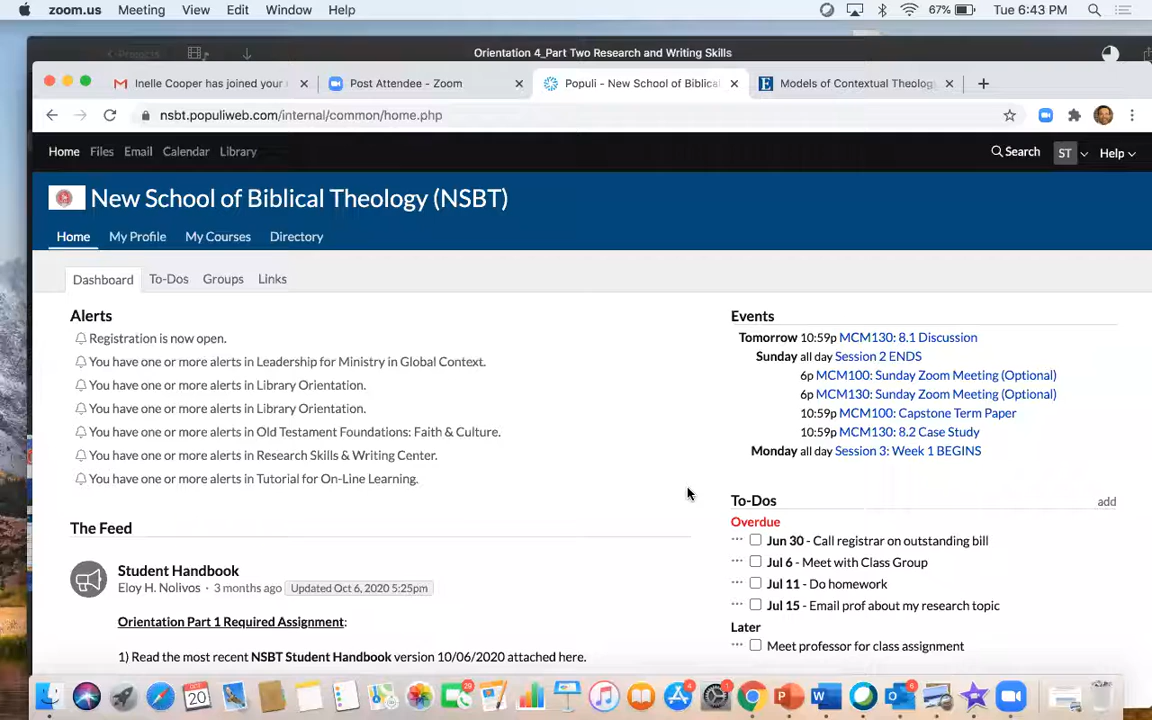 zoom.us Meeting View Edit Window Help 67% Tue 6:43 PM
Projects Orientation 4_Part Two Research and Writing Skills
Inelle Cooper has joined your Post Attendee - Zoom Populi - New School of Biblical Models of Contextual Theology
nsbt.populiweb.com/internal/common/home.php
Home Files Email Calendar Library Search ST Help
New School of Biblical Theology (NSBT)
Home My Profile My Courses Directory
Dashboard To-Dos Groups Links
Alerts
Registration is now open.
You have one or more alerts in Leadership for Ministry in Global Context.
You have one or more alerts in Library Orientation.
You have one or more alerts in Library Orientation.
You have one or more alerts in Old Testament Foundations: Faith & Culture.
You have one or more alerts in Research Skills & Writing Center.
You have one or more alerts in Tutorial for On-Line Learning.
The Feed
Student Handbook
Eloy H. Nolivos · 3 months ago Updated Oct 6, 2020 5:25pm
Orientation Part 1 Required Assignment:
1) Read the most recent NSBT Student Handbook version 10/06/2020 attached here.
Events
Tomorrow 10:59p MCM130: 8.1 Discussion
Sunday all day Session 2 ENDS
6p MCM100: Sunday Zoom Meeting (Optional)
6p MCM130: Sunday Zoom Meeting (Optional)
10:59p MCM100: Capstone Term Paper
10:59p MCM130: 8.2 Case Study
Monday all day Session 3: Week 1 BEGINS
To-Dos add
Overdue
Jun 30 - Call registrar on outstanding bill
Jul 6 - Meet with Class Group
Jul 11 - Do homework
Jul 15 - Email prof about my research topic
Later
Meet professor for class assignment